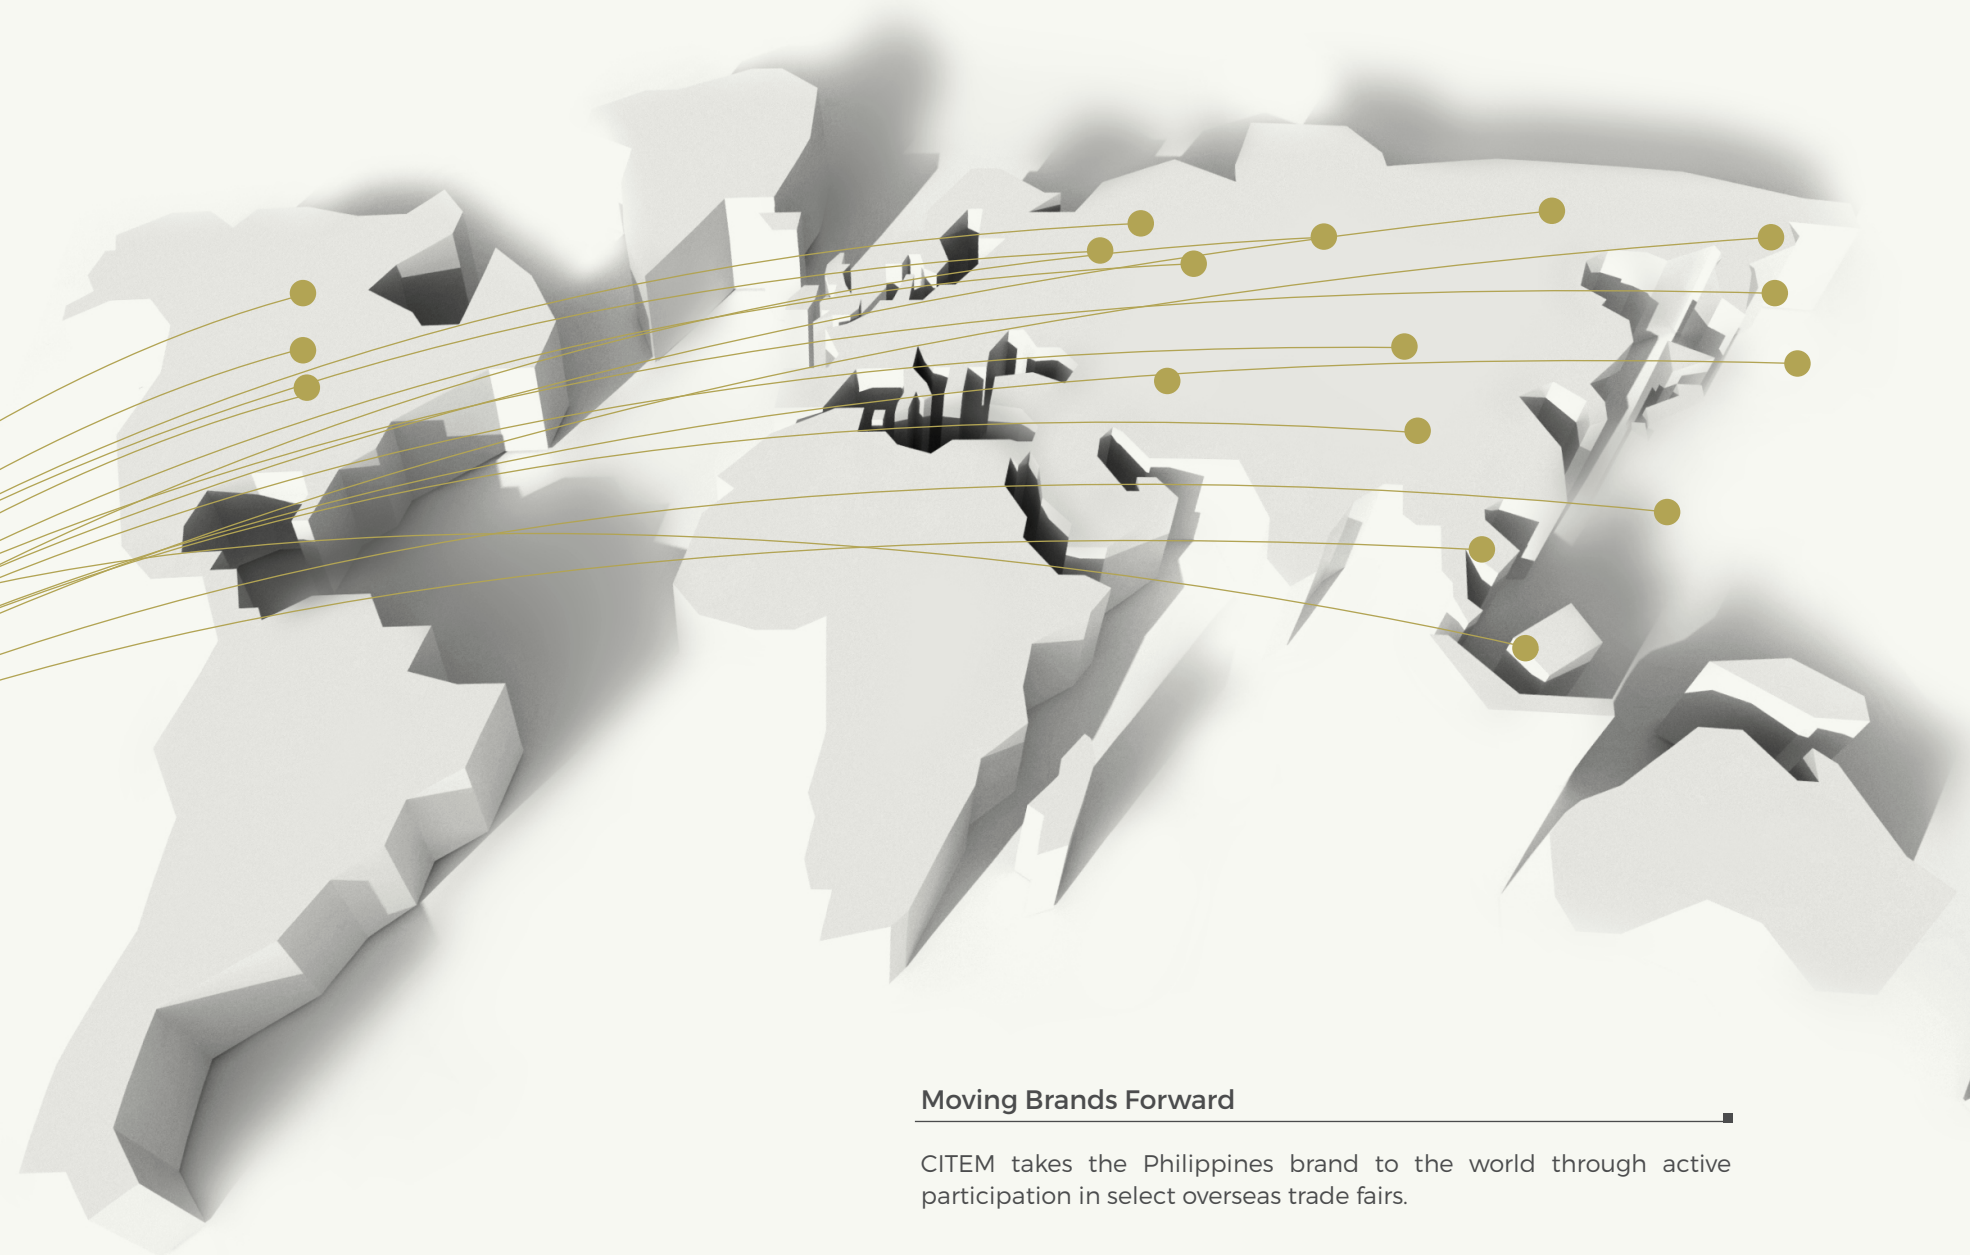 Moving Brands Forward
CITEM takes the Philippines brand to the world through active
participation in select overseas trade fairs.